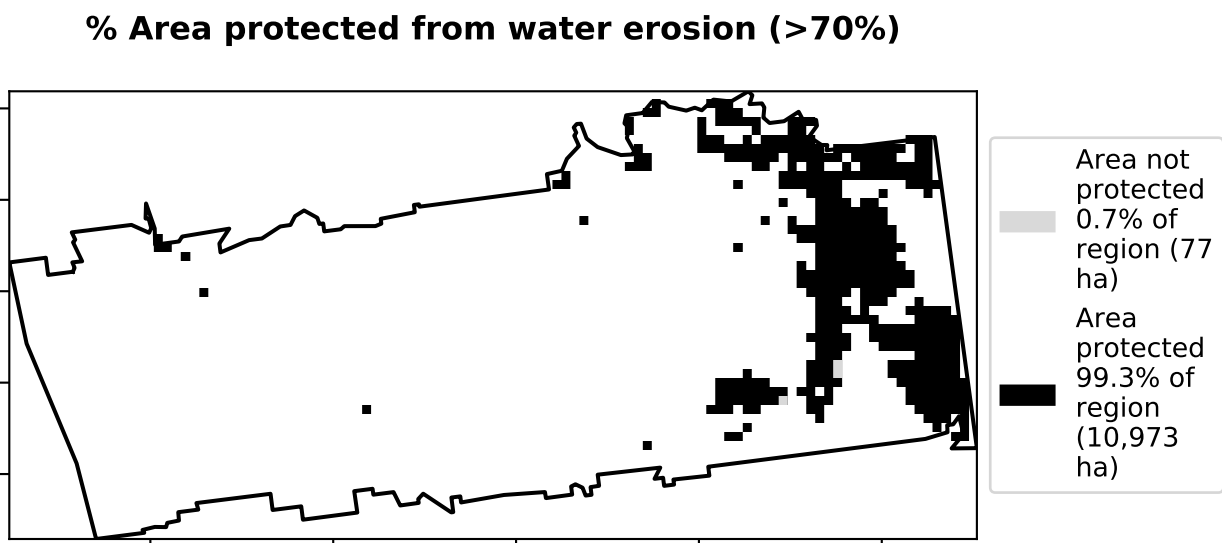 % Area protected from water erosion (>70%)
Area not
protected
0.7% of
region (77
ha)
Area
protected
99.3% of
region
(10,973
ha)